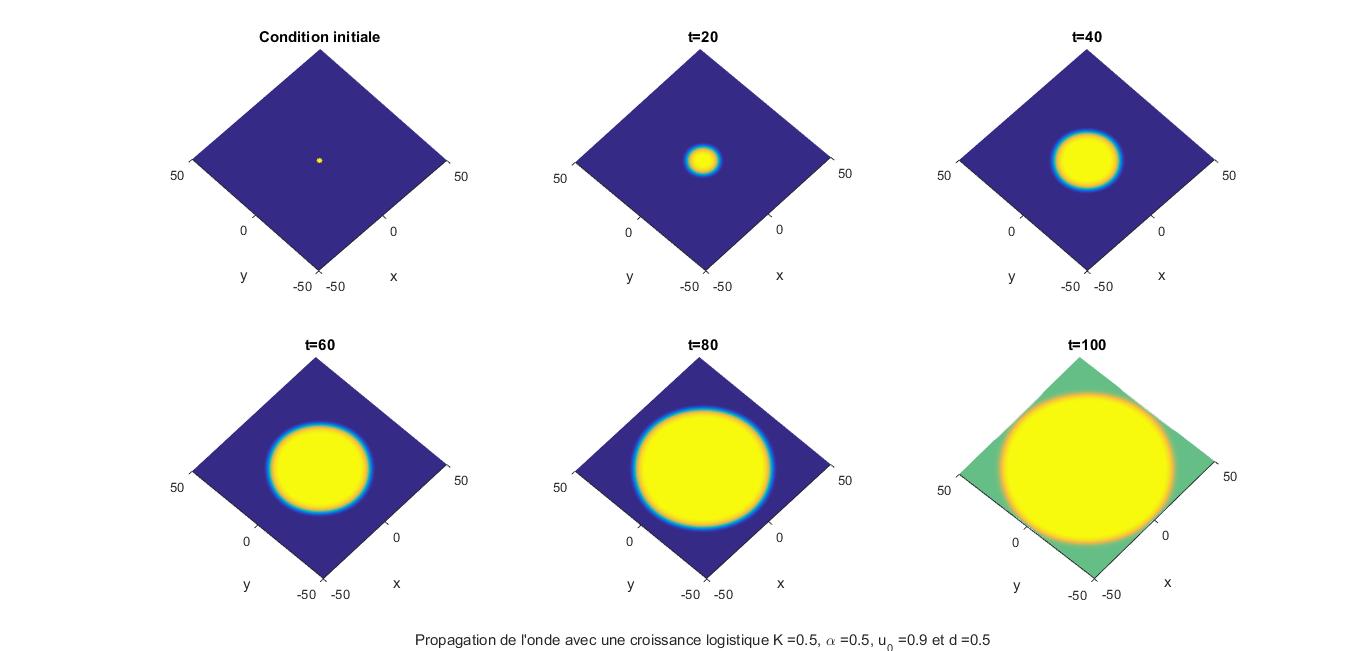 Condition initiale
t=20
t=40
50
50
0
0
y
x
-50
-50
50
50
0
0
y
x
-50
-50
50
50
0
0
y
x
-50
-50
t=60
t=80
t=100
50
50
0
0
y
x
-50
-50
50
50
0
0
y
x
-50
-50
50
50
0
0
y
x
-50
-50
Propagation de l'onde avec une croissance logistique K =0.5, α =0.5, u₀ =0.9 et d =0.5